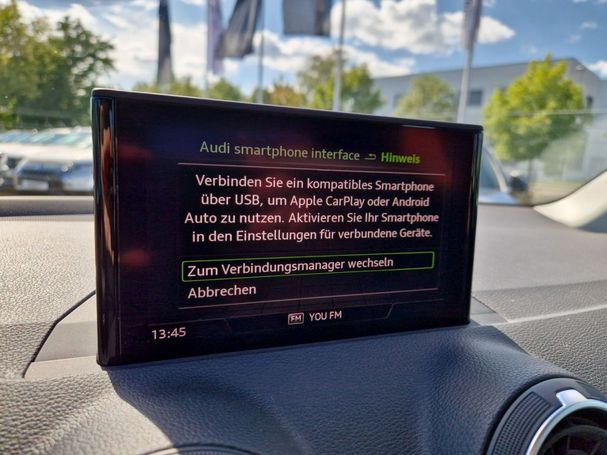 Audi smartphone interface Hinweis
Verbinden Sie ein kompatibles Smartphone
über USB, um Apple CarPlay oder Android
Auto zu nutzen. Aktivieren Sie Ihr Smartphone
in den Einstellungen für verbundene Geräte.
Zum Verbindungsmanager wechseln
Abbrechen
FM YOU FM
13:45